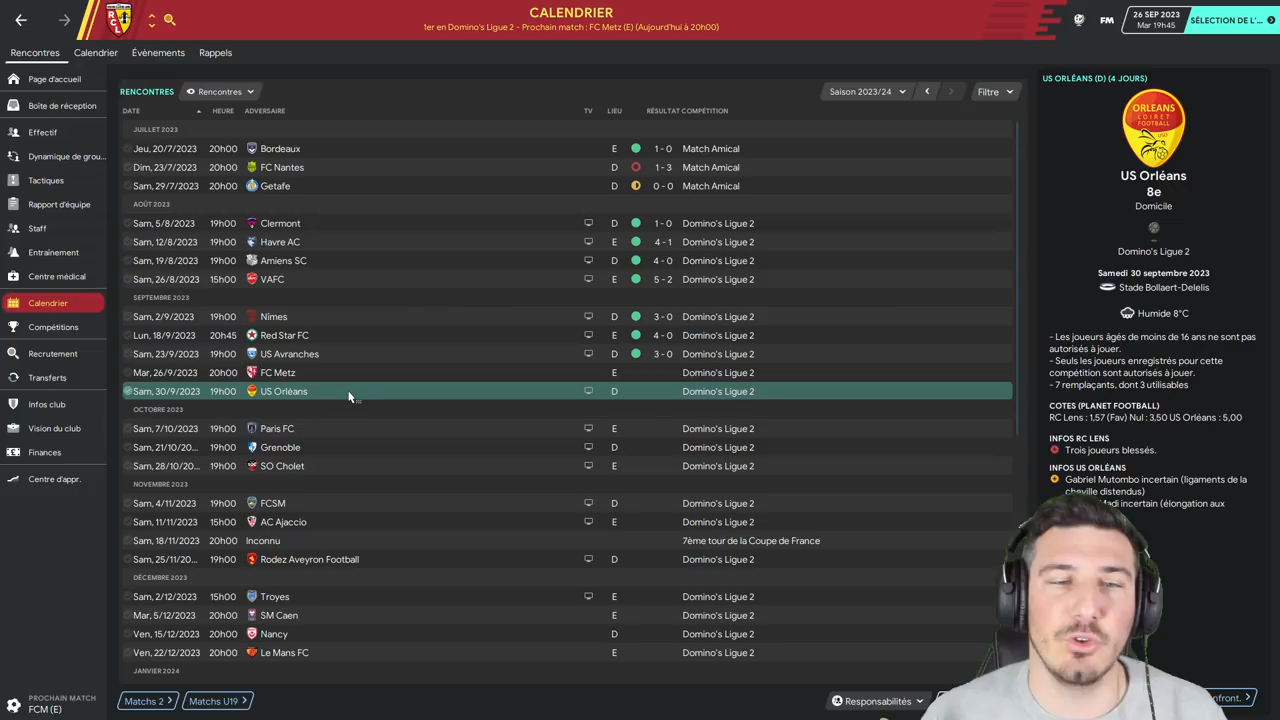 CALENDRIER
1er en Domino's Ligue 2 - Prochain match : FC Metz (E) (Aujourd'hui à 20h00)
FM
26 SEP 2023
Mar 19h45
SÉLECTION DE L'...
Rencontres
Calendrier
Évènements
Rappels
Page d'accueil
Boîte de réception
Effectif
Dynamique de grou...
Tactiques
Rapport d'équipe
Staff
Entrainement
Centre médical
Calendrier
Compétitions
Recrutement
Transferts
Infos club
Vision du club
Finances
Centre d'appr.
PROCHAIN MATCH
FCM (E)
RENCONTRES
Rencontres
Saison 2023/24
Filtre
DATE HEURE ADVERSAIRE TV LIEU RÉSULTAT COMPÉTITION
JUILLET 2023
Jeu, 20/7/2023 20h00 Bordeaux E 1 - 0 Match Amical
Dim, 23/7/2023 20h00 FC Nantes D 1 - 3 Match Amical
Sam, 29/7/2023 20h00 Getafe D 0 - 0 Match Amical
AOÛT 2023
Sam, 5/8/2023 19h00 Clermont D 1 - 0 Domino's Ligue 2
Sam, 12/8/2023 19h00 Havre AC E 4 - 1 Domino's Ligue 2
Sam, 19/8/2023 19h00 Amiens SC D 4 - 0 Domino's Ligue 2
Sam, 26/8/2023 15h00 VAFC E 5 - 2 Domino's Ligue 2
SEPTEMBRE 2023
Sam, 2/9/2023 19h00 Nîmes D 3 - 0 Domino's Ligue 2
Lun, 18/9/2023 20h45 Red Star FC E 4 - 0 Domino's Ligue 2
Sam, 23/9/2023 19h00 US Avranches D 3 - 0 Domino's Ligue 2
Mar, 26/9/2023 20h00 FC Metz E Domino's Ligue 2
Sam, 30/9/2023 19h00 US Orléans D Domino's Ligue 2
OCTOBRE 2023
Sam, 7/10/2023 19h00 Paris FC E Domino's Ligue 2
Sam, 21/10/20... 19h00 Grenoble D Domino's Ligue 2
Sam, 28/10/20... 19h00 SO Cholet E Domino's Ligue 2
NOVEMBRE 2023
Sam, 4/11/2023 19h00 FCSM D Domino's Ligue 2
Sam, 11/11/2023 15h00 AC Ajaccio E Domino's Ligue 2
Sam, 18/11/2023 20h00 Inconnu 7ème tour de la Coupe de France
Sam, 25/11/20... 19h00 Rodez Aveyron Football D Domino's Ligue 2
DÉCEMBRE 2023
Sam, 2/12/2023 15h00 Troyes E Domino's Ligue 2
Mar, 5/12/2023 20h00 SM Caen E Domino's Ligue 2
Ven, 15/12/2023 20h00 Nancy D Domino's Ligue 2
Ven, 22/12/2023 20h00 Le Mans FC E Domino's Ligue 2
JANVIER 2024
Matchs 2
Matchs U19
Responsabilités
US ORLÉANS (D) (4 JOURS)
ORLEANS
LOIRET
FOOTBALL
US Orléans
8e
Domicile
Domino's Ligue 2
Samedi 30 septembre 2023
Stade Bollaert-Delelis
Humide 8°C
- Les joueurs âgés de moins de 16 ans ne sont pas
autorisés à jouer.
- Seuls les joueurs enregistrés pour cette
compétition sont autorisés à jouer.
- 7 remplaçants, dont 3 utilisables
COTES (PLANET FOOTBALL)
RC Lens : 1,57 (Fav) Nul : 3,50 US Orléans : 5,00
INFOS RC LENS
Trois joueurs blessés.
INFOS US ORLÉANS
Gabriel Mutombo incertain (ligaments de la
cheville distendus)
incertain (élongation aux